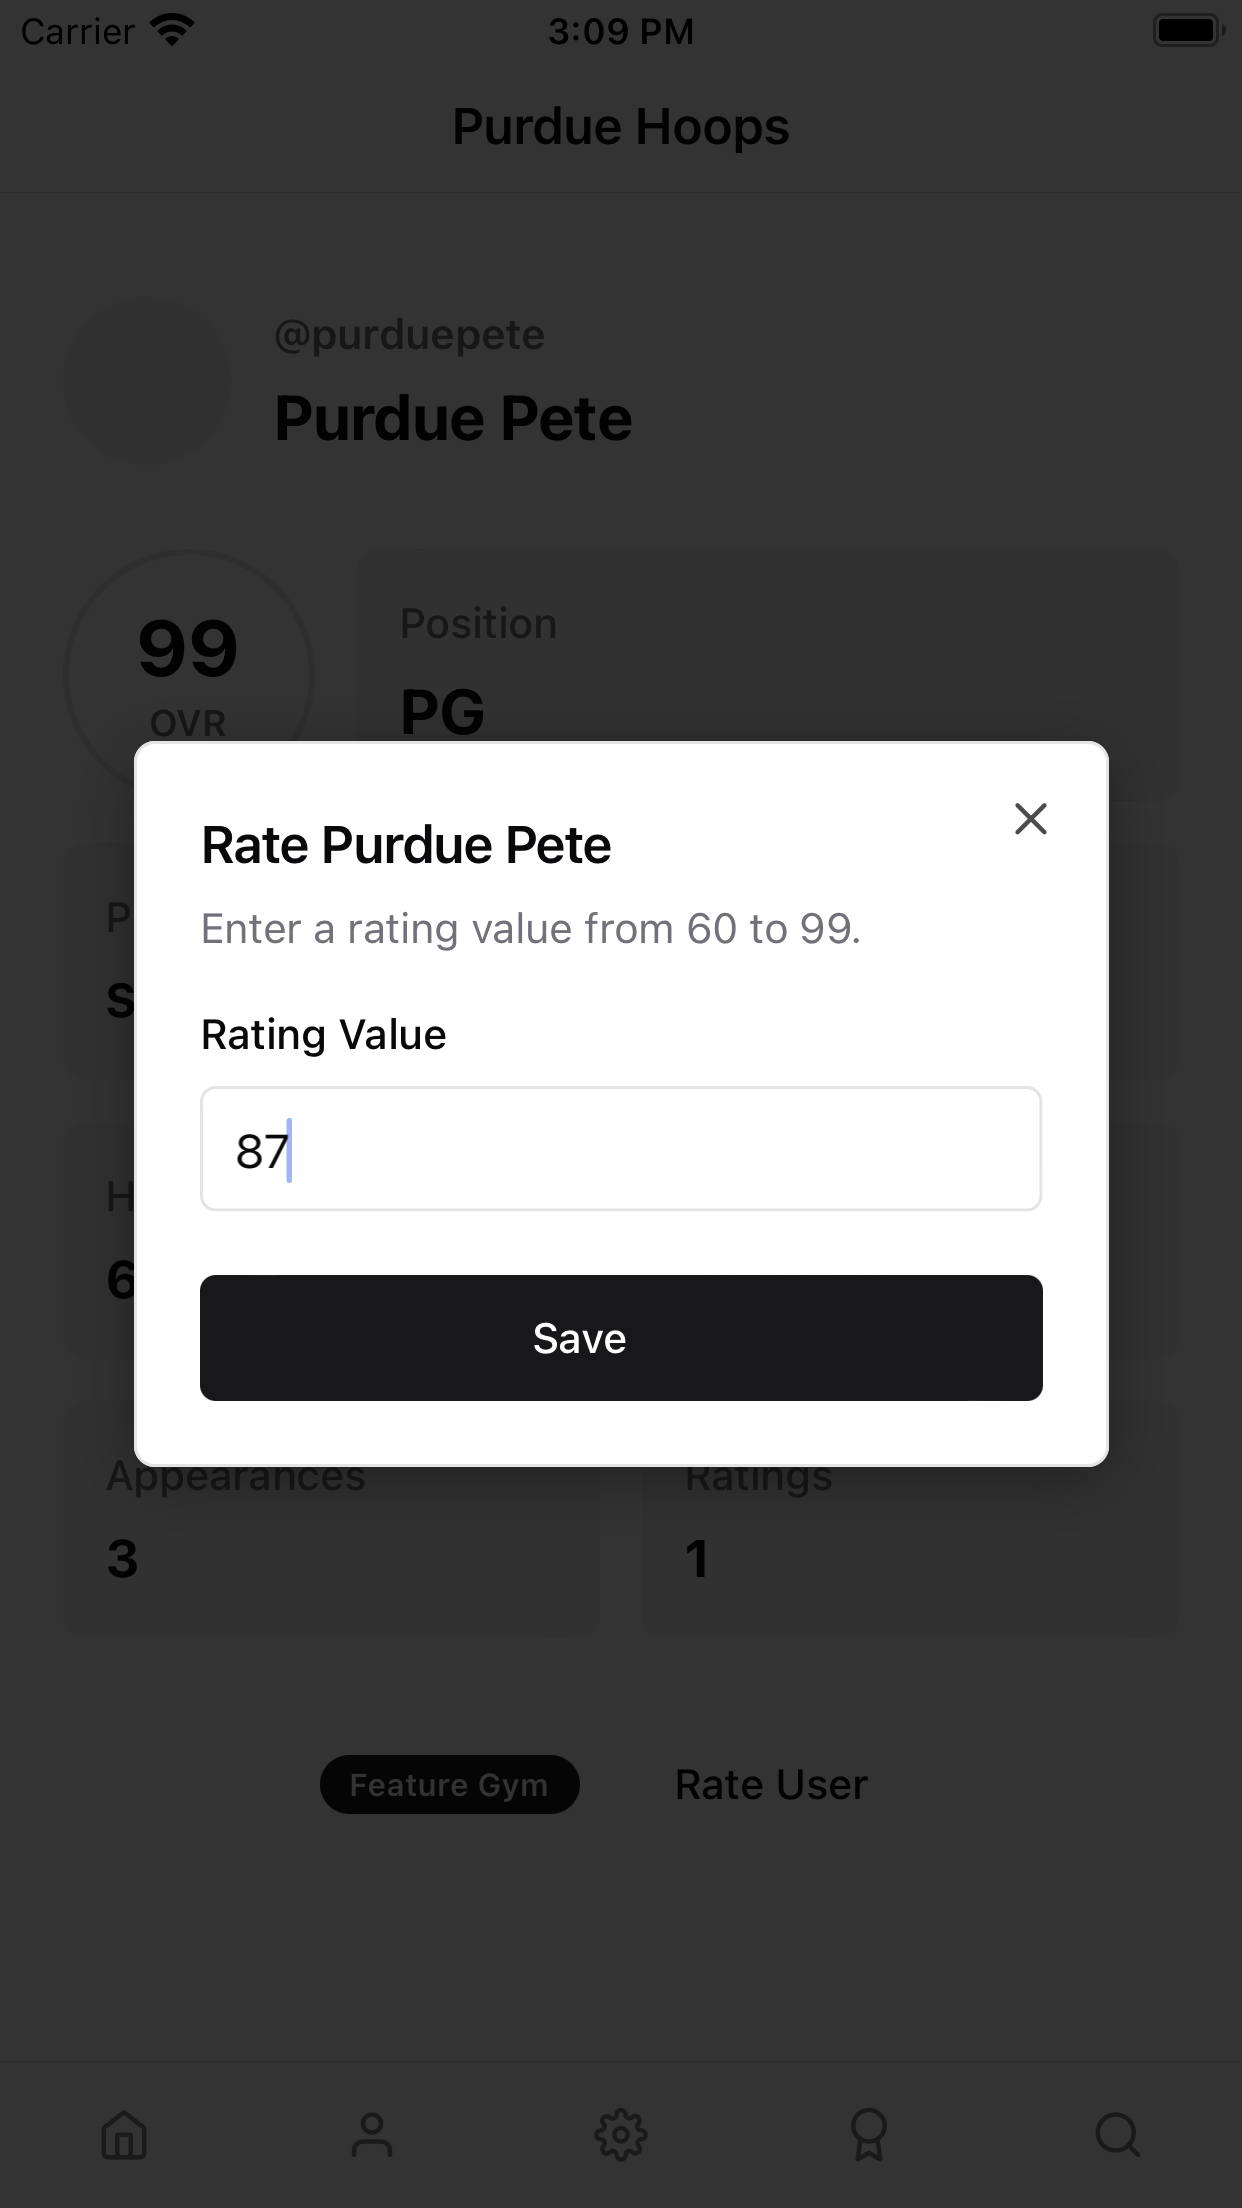 Carrier
3:09 PM
Purdue Hoops
@purduepete
Purdue Pete
99
OVR
Position
PG
Rate Purdue Pete
Enter a rating value from 60 to 99.
Rating Value
87
Save
Appearances
3
Ratings
1
Feature Gym
Rate User